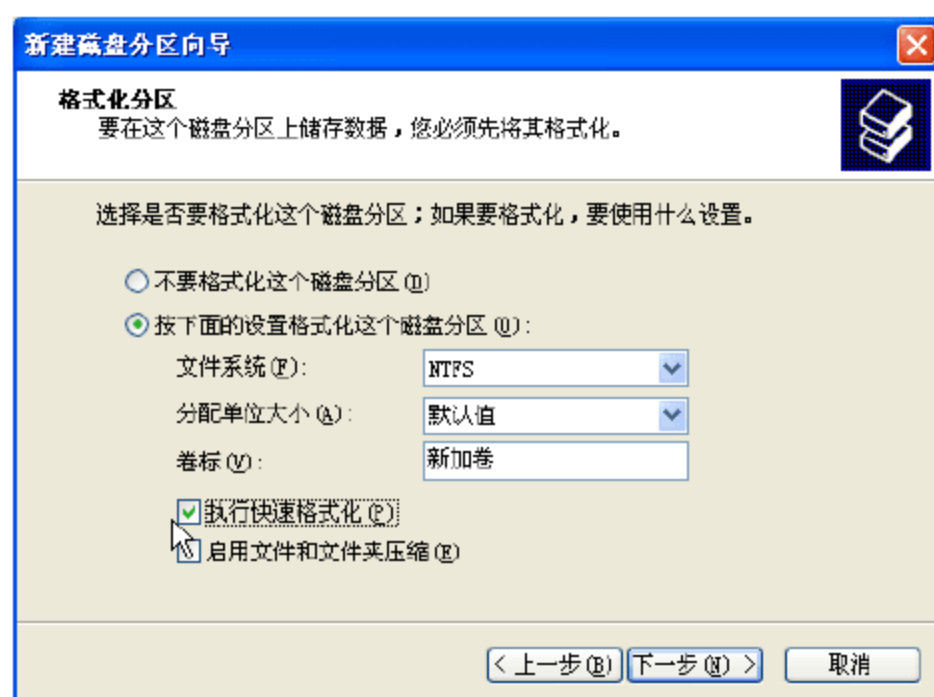 新建磁盘分区向导
格式化分区
要在这个磁盘分区上储存数据，您必须先将其格式化。
选择是否要格式化这个磁盘分区；如果要格式化，要使用什么设置。
不要格式化这个磁盘分区(D)
按下面的设置格式化这个磁盘分区(O):
文件系统(F): NTFS
分配单位大小(A): 默认值
卷标(V): 新加卷
执行快速格式化(P)
启用文件和文件夹压缩(E)
< 上一步(B) 下一步(N) > 取消